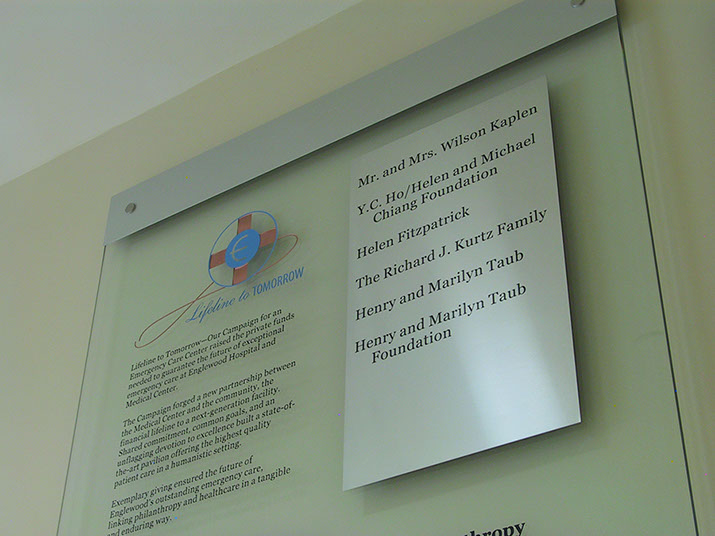 Lifeline to TOMORROW
Lifeline to Tomorrow—Our Campaign for an
Emergency Care Center raised the private funds
needed to guarantee the future of exceptional
emergency care at Englewood Hospital and
Medical Center.
The Campaign forged a new partnership between
the Medical Center and the community, the
financial lifeline to a next-generation facility.
Shared commitment, common goals, and an
unflagging devotion to excellence built a state-of-
the-art pavilion offering the highest quality
patient care in a humanistic setting.
Exemplary giving ensured the future of
Englewood's outstanding emergency care,
linking philanthropy and healthcare in a tangible
and enduring way.
Mr. and Mrs. Wilson Kaplen
Y.C. Ho/Helen and Michael
Chiang Foundation
Helen Fitzpatrick
The Richard J. Kurtz Family
Henry and Marilyn Taub
Henry and Marilyn Taub
Foundation